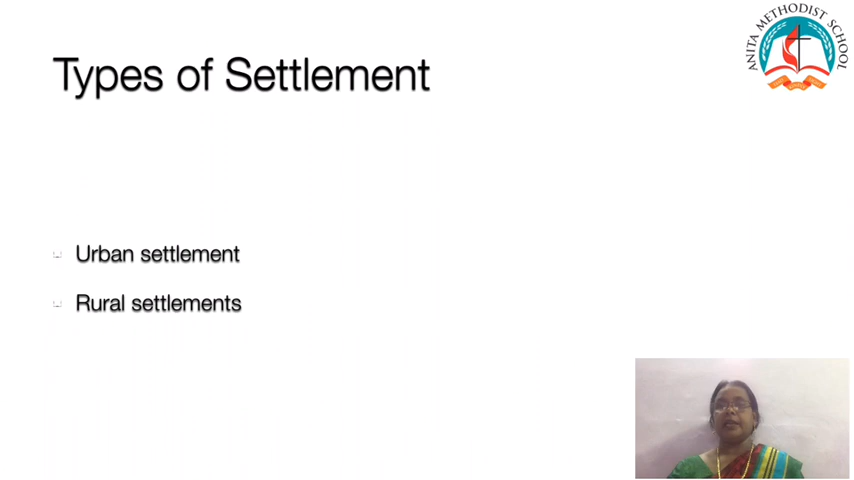 ANITA METHODIST SCHOOL
Types of Settlement
Urban settlement
Rural settlements